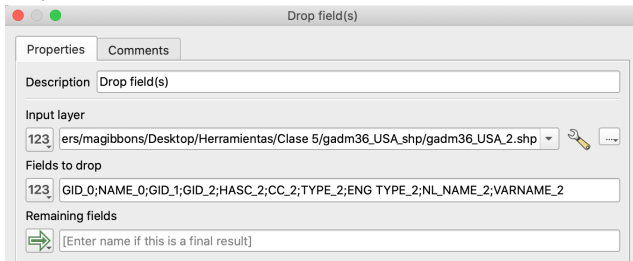 Drop field(s)
Properties Comments
Description Drop field(s)
Input layer
123 ers/magibbons/Desktop/Herramientas/Clase 5/gadm36_USA_shp/gadm36_USA_2.shp ...
Fields to drop
123 GID_0;NAME_0;GID_1;GID_2;HASC_2;CC_2;TYPE_2;ENG TYPE_2;NL_NAME_2;VARNAME_2
Remaining fields
[Enter name if this is a final result]